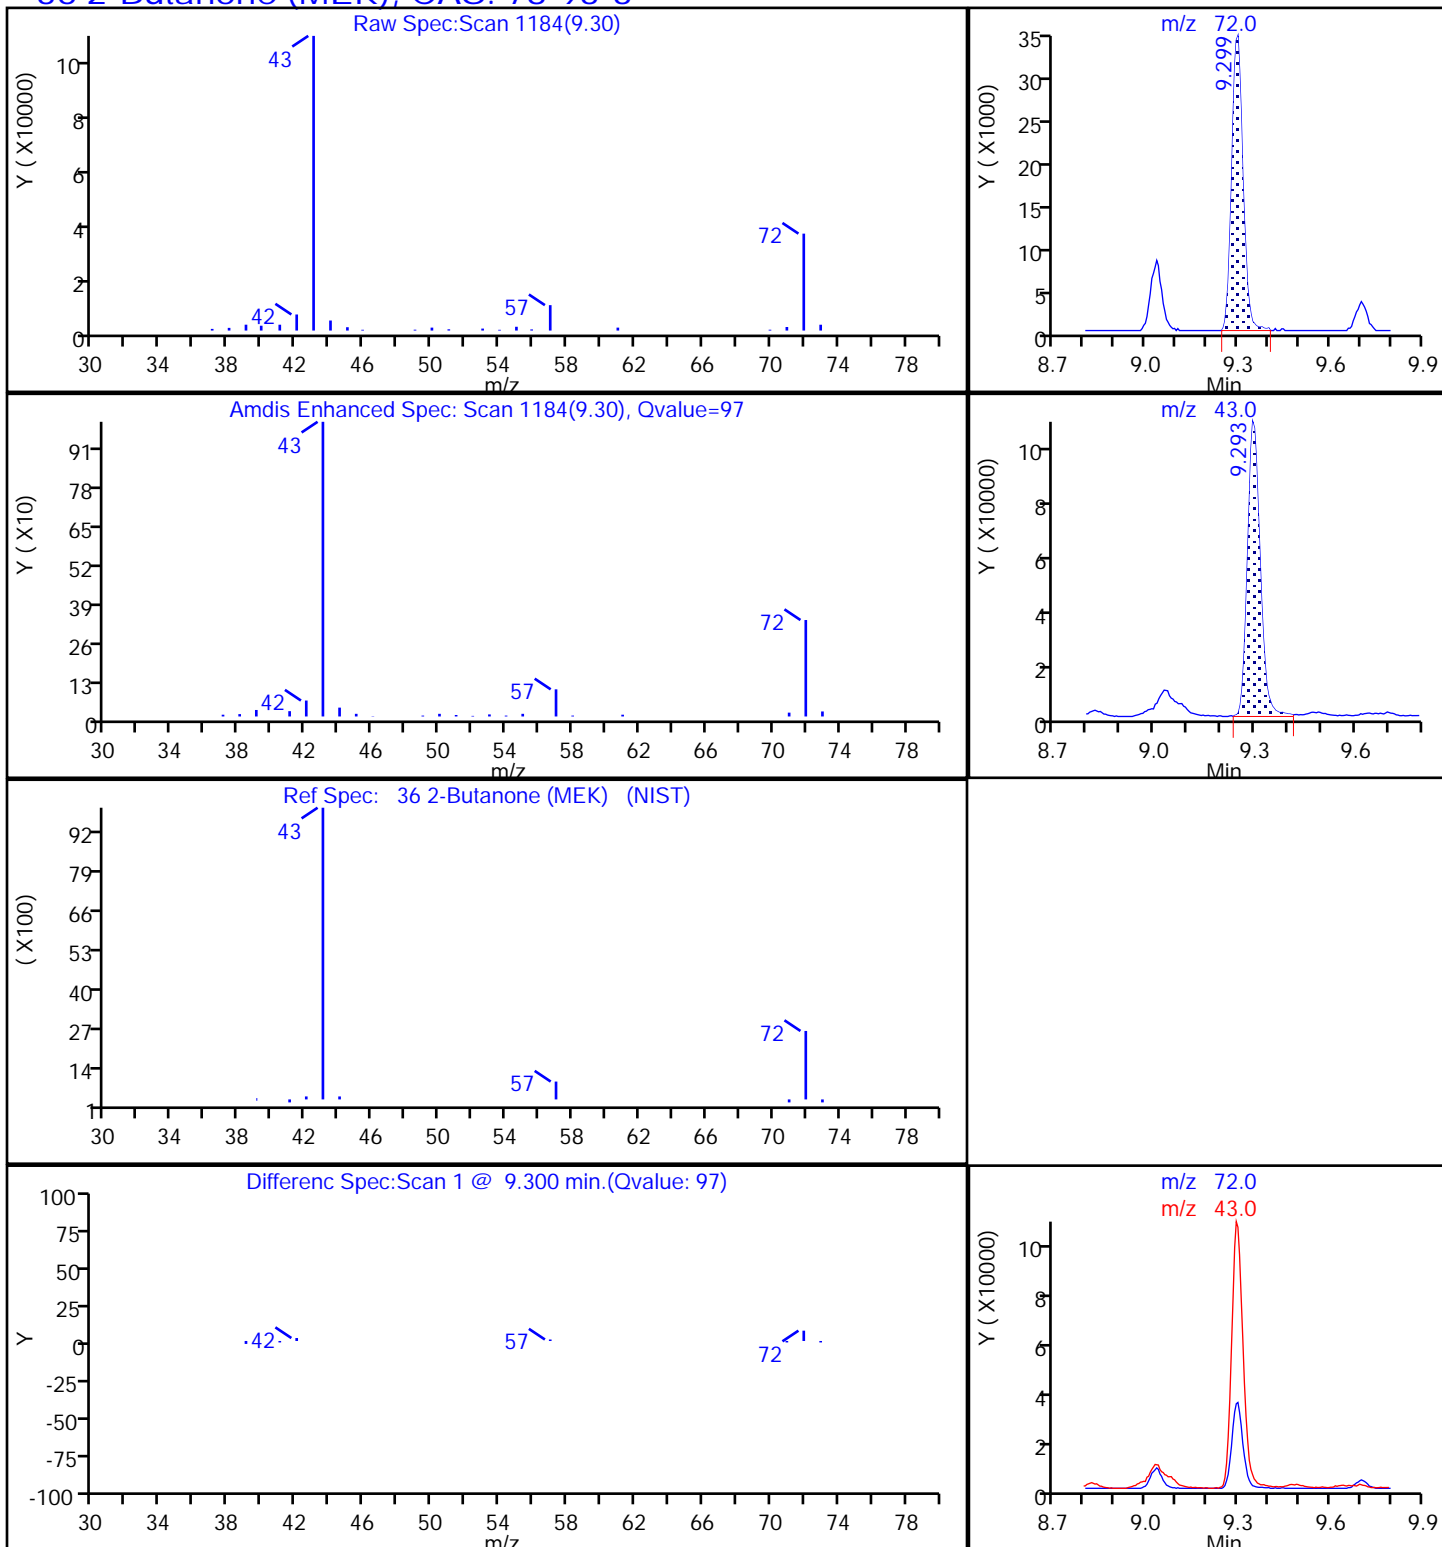 Raw Spec:Scan 1184(9.30)
Y ( X10000)
10
8
6
4
2
0
43
42
57
72
30 34 38 42 46 50 54 58 62 66 70 74 78
m/z
m/z 72.0
Y ( X1000)
35
30
25
20
15
10
5
0
9.299
8.7 9.0 9.3 9.6 9.9
Min
Amdis Enhanced Spec: Scan 1184(9.30), Qvalue=97
Y ( X10)
91
78
65
52
39
26
13
0
43
42
57
72
30 34 38 42 46 50 54 58 62 66 70 74 78
m/z
m/z 43.0
Y ( X10000)
10
8
6
4
2
0
9.293
8.7 9.0 9.3 9.6
Min
Ref Spec: 36 2-Butanone (MEK) (NIST)
( X100)
92
79
66
53
40
27
14
1
43
57
72
30 34 38 42 46 50 54 58 62 66 70 74 78
Differenc Spec:Scan 1 @ 9.300 min.(Qvalue: 97)
Y
100
75
50
25
0
-25
-50
-75
-100
42
57
72
30 34 38 42 46 50 54 58 62 66 70 74 78
m/z
m/z 72.0
m/z 43.0
Y ( X10000)
10
8
6
4
2
0
8.7 9.0 9.3 9.6 9.9
Min